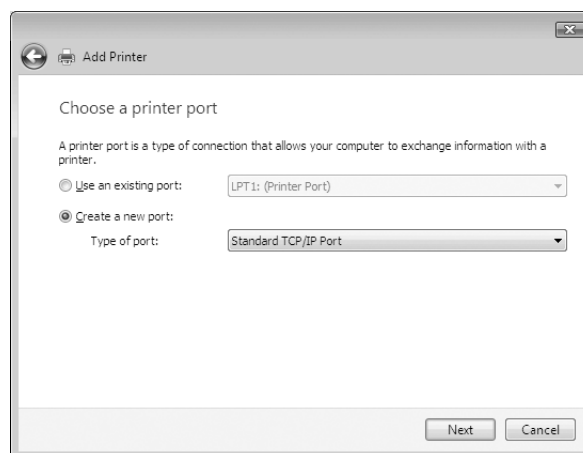 Add Printer
Choose a printer port
A printer port is a type of connection that allows your computer to exchange information with a
printer.
Use an existing port: LPT1: (Printer Port)
Create a new port:
Type of port: Standard TCP/IP Port
Next Cancel